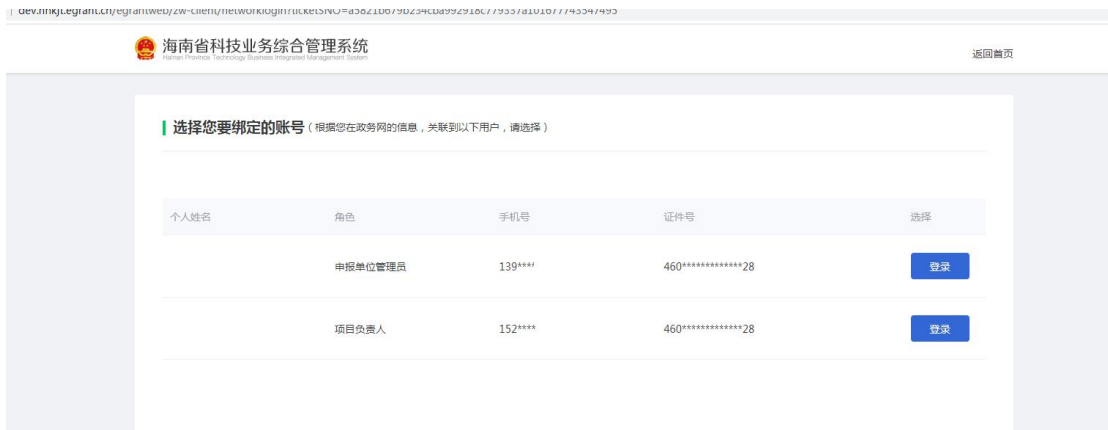 海南省科技业务综合管理系统
Hainan Province Technology Business Integrated Management System
返回首页
选择您要绑定的账号(根据您在政务网的信息,关联到以下用户,请选择)
个人姓名 角色 手机号 证件号 选择
申报单位管理员 139**** 460*************28 登录
项目负责人 152**** 460*************28 登录